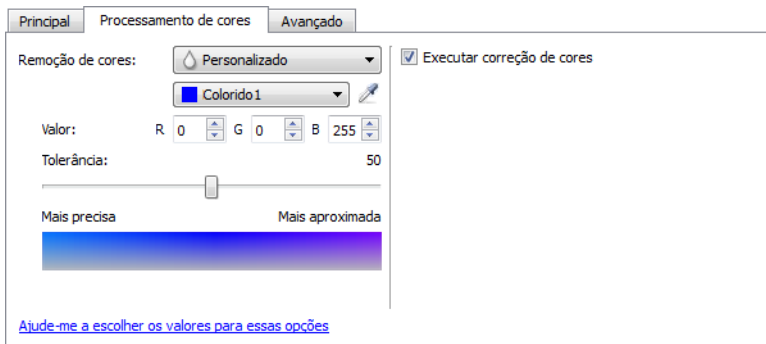 Principal Processamento de cores Avançado
Remoção de cores: Personalizado Executar correção de cores
Colorido1
Valor: R 0 G 0 B 255
Tolerância: 50
Mais precisa Mais aproximada
Ajude-me a escolher os valores para essas opções